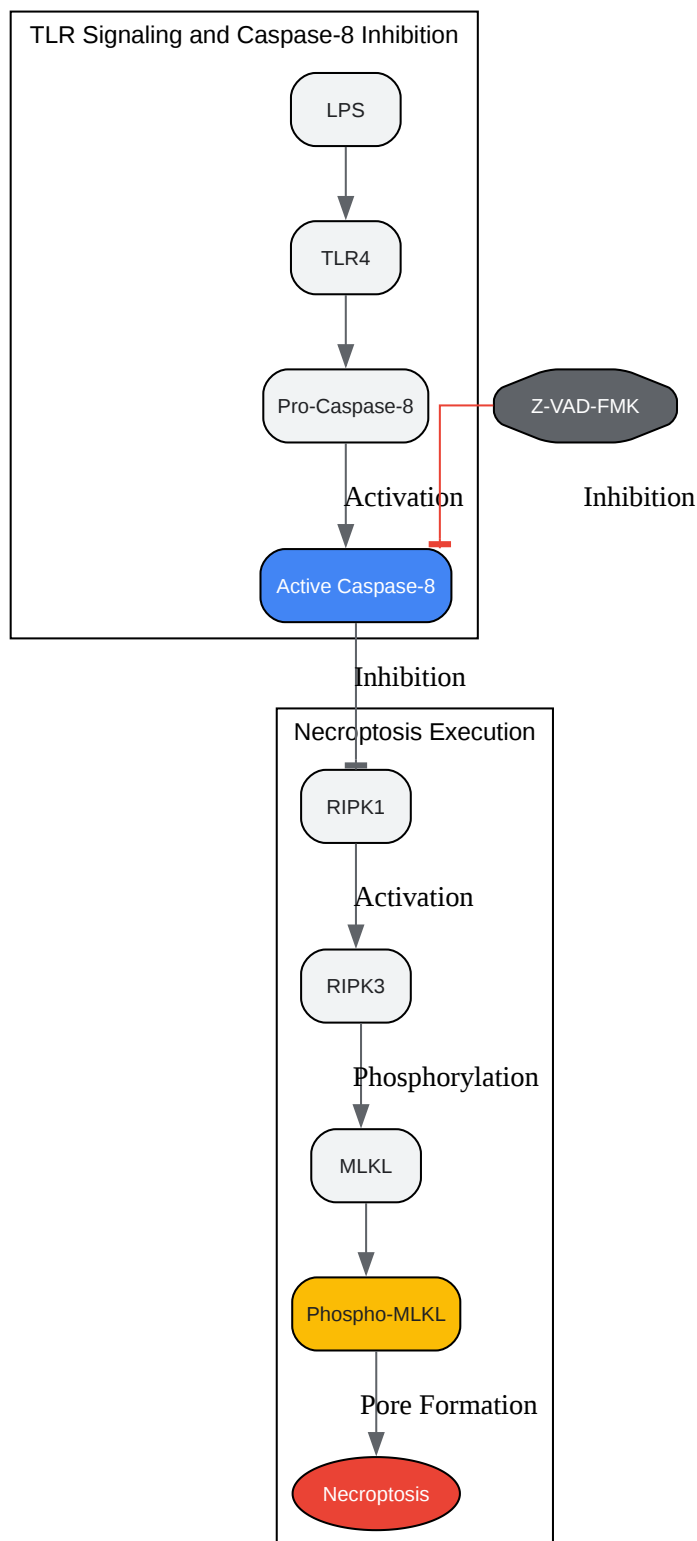 TLR Signaling and Caspase-8 Inhibition
LPS
TLR4
Pro-Caspase-8
Z-VAD-FMK
Activation
Inhibition
Active Caspase-8
Inhibition
Necroptosis Execution
RIPK1
Activation
RIPK3
Phosphorylation
MLKL
Phospho-MLKL
Pore Formation
Necroptosis